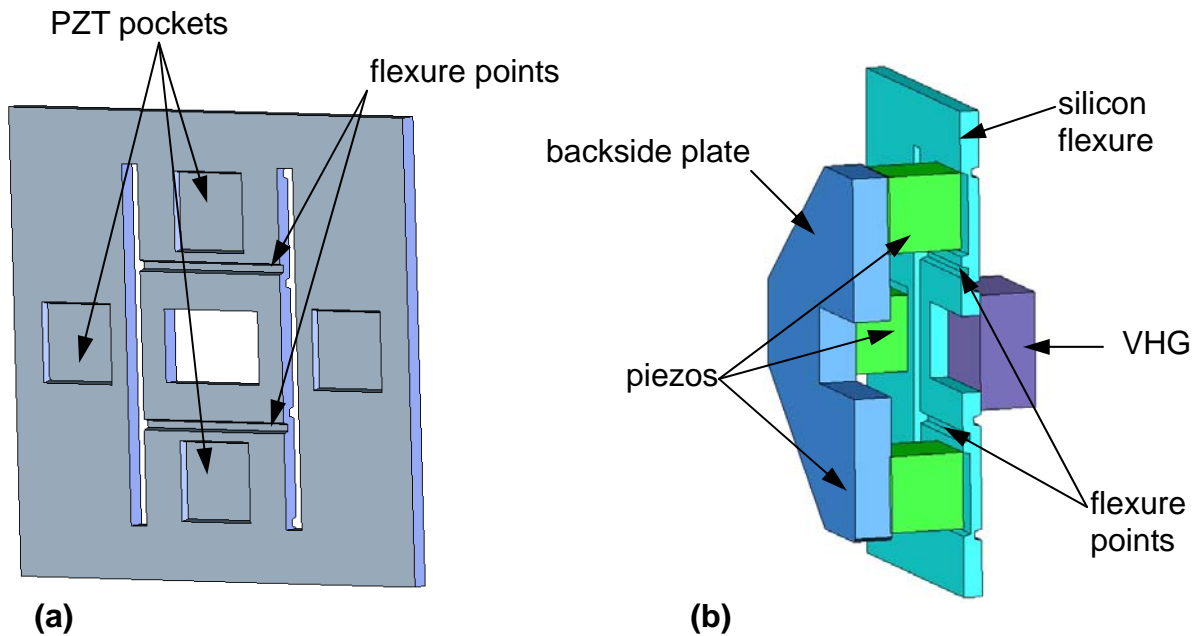 PZT pockets
flexure points
(a)
backside plate
silicon
flexure
piezos
VHG
flexure
points
(b)